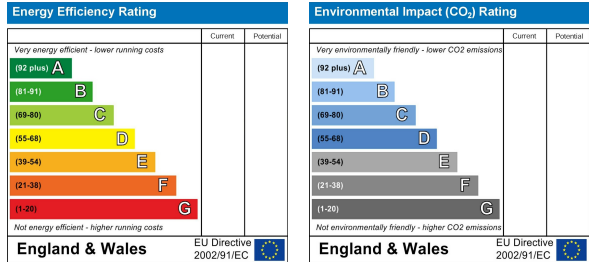 Energy Efficiency Rating
Current Potential
Very energy efficient - lower running costs
(92 plus) A
(81-91) B
(69-80) C
(55-68) D
(39-54) E
(21-38) F
(1-20) G
Not energy efficient - higher running costs
England & Wales
EU Directive
2002/91/EC
Environmental Impact (CO₂) Rating
Current Potential
Very environmentally friendly - lower CO2 emissions
(92 plus) A
(81-91) B
(69-80) C
(55-68) D
(39-54) E
(21-38) F
(1-20) G
Not environmentally friendly - higher CO2 emissions
England & Wales
EU Directive
2002/91/EC